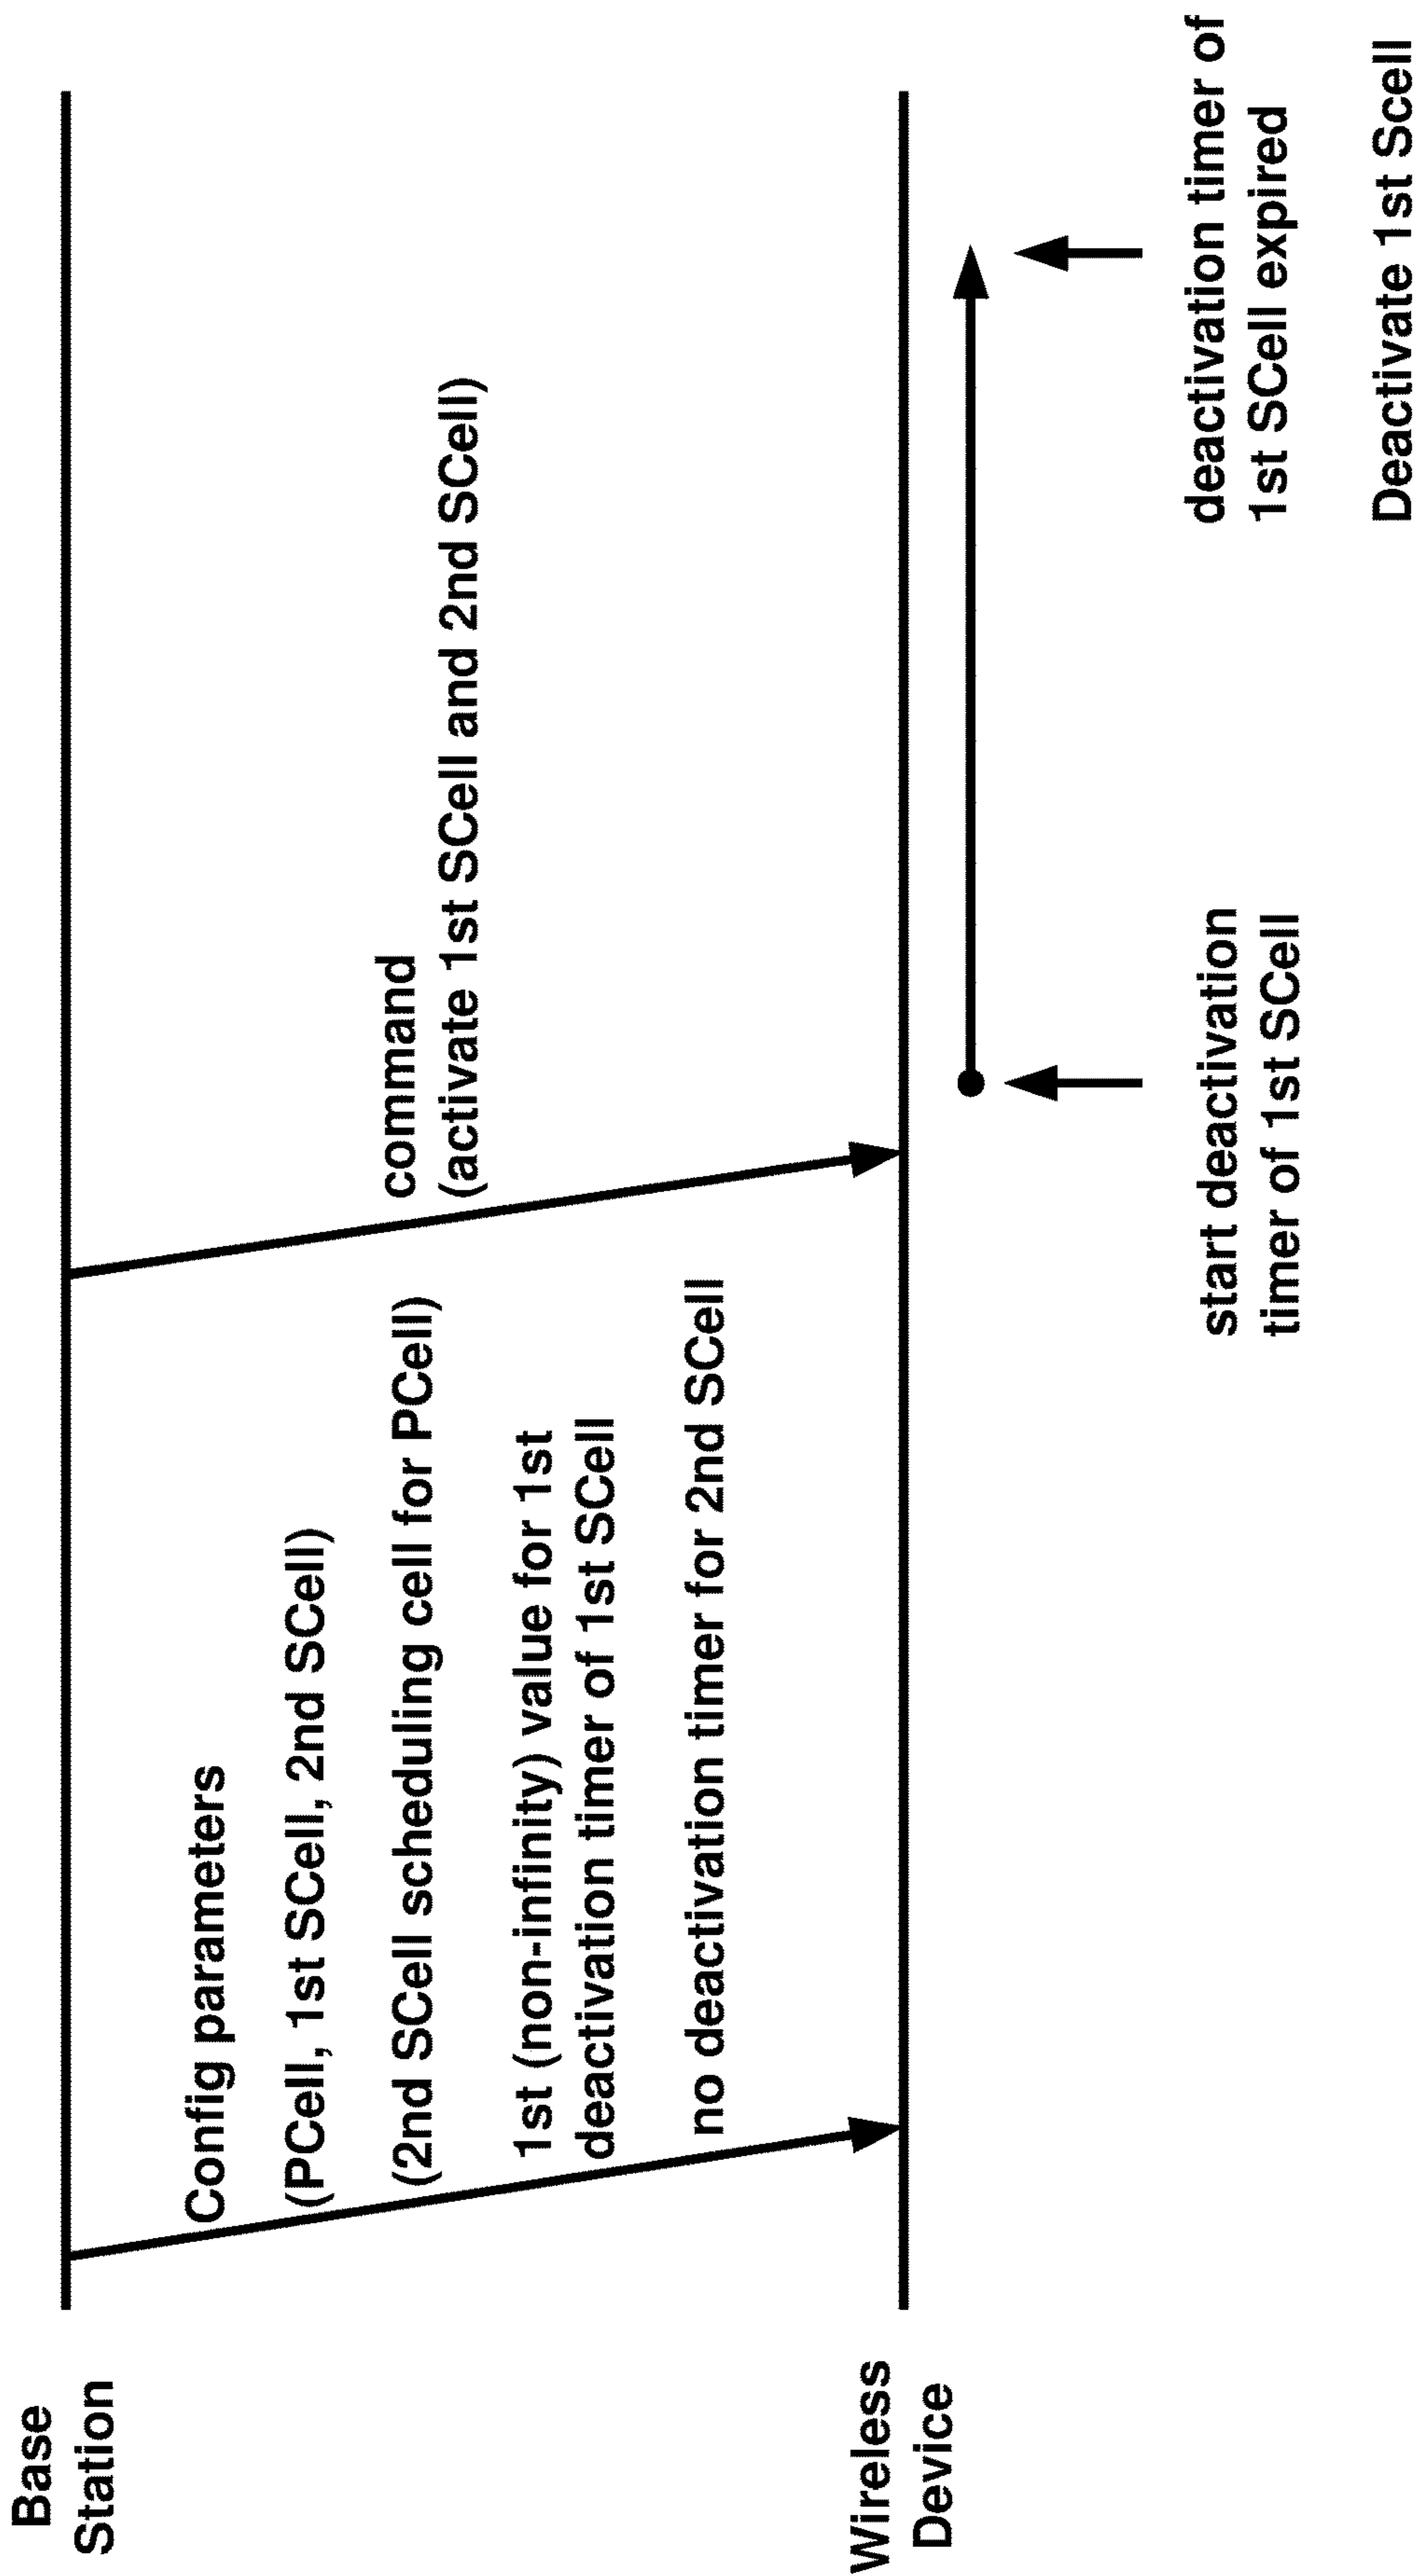 Base
Station
Config parameters
(PCell, 1st SCell, 2nd SCell)
(2nd SCell scheduling cell for PCell)
1st (non-infinity) value for 1st
deactivation timer of 1st SCell
no deactivation timer for 2nd SCell
command
(activate 1st SCell and 2nd SCell)
Wireless
Device
start deactivation
timer of 1st SCell
deactivation timer of
1st SCell expired
Deactivate 1st Scell